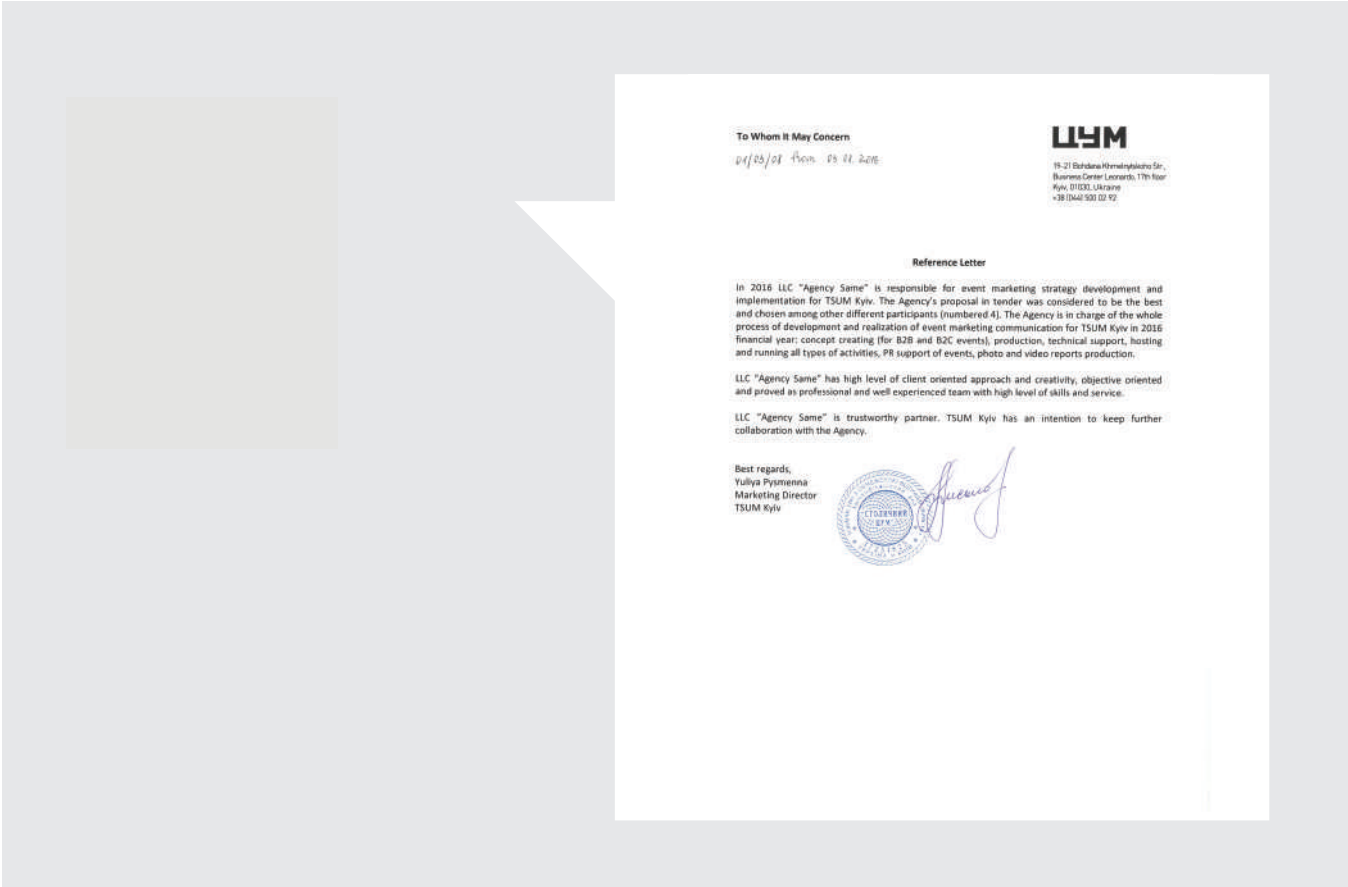 To Whom It May Concern
ЦУМ
19-21 Bohdana Khmelnytskoho Str.,
Business Center Leonardo, 17th floor
Kyiv, 01030, Ukraine
+38 (044) 500 02 92
Reference Letter
In 2016 LLC "Agency Same" is responsible for event marketing strategy development and
implementation for TSUM Kyiv. The Agency's proposal in tender was considered to be the best
and chosen among other different participants (numbered 4). The Agency is in charge of the whole
process of development and realization of event marketing communication for TSUM Kyiv in 2016
financial year: concept creating (for B2B and B2C events), production, technical support, hosting
and running all types of activities, PR support of events, photo and video reports production.
LLC "Agency Same" has high level of client oriented approach and creativity, objective oriented
and proved as professional and well experienced team with high level of skills and service.
LLC "Agency Same" is trustworthy partner. TSUM Kyiv has an intention to keep further
collaboration with the Agency.
Best regards,
Yuliya Pysmenna
Marketing Director
TSUM Kyiv
СТОЛИЧНИЙ
ЦУМ